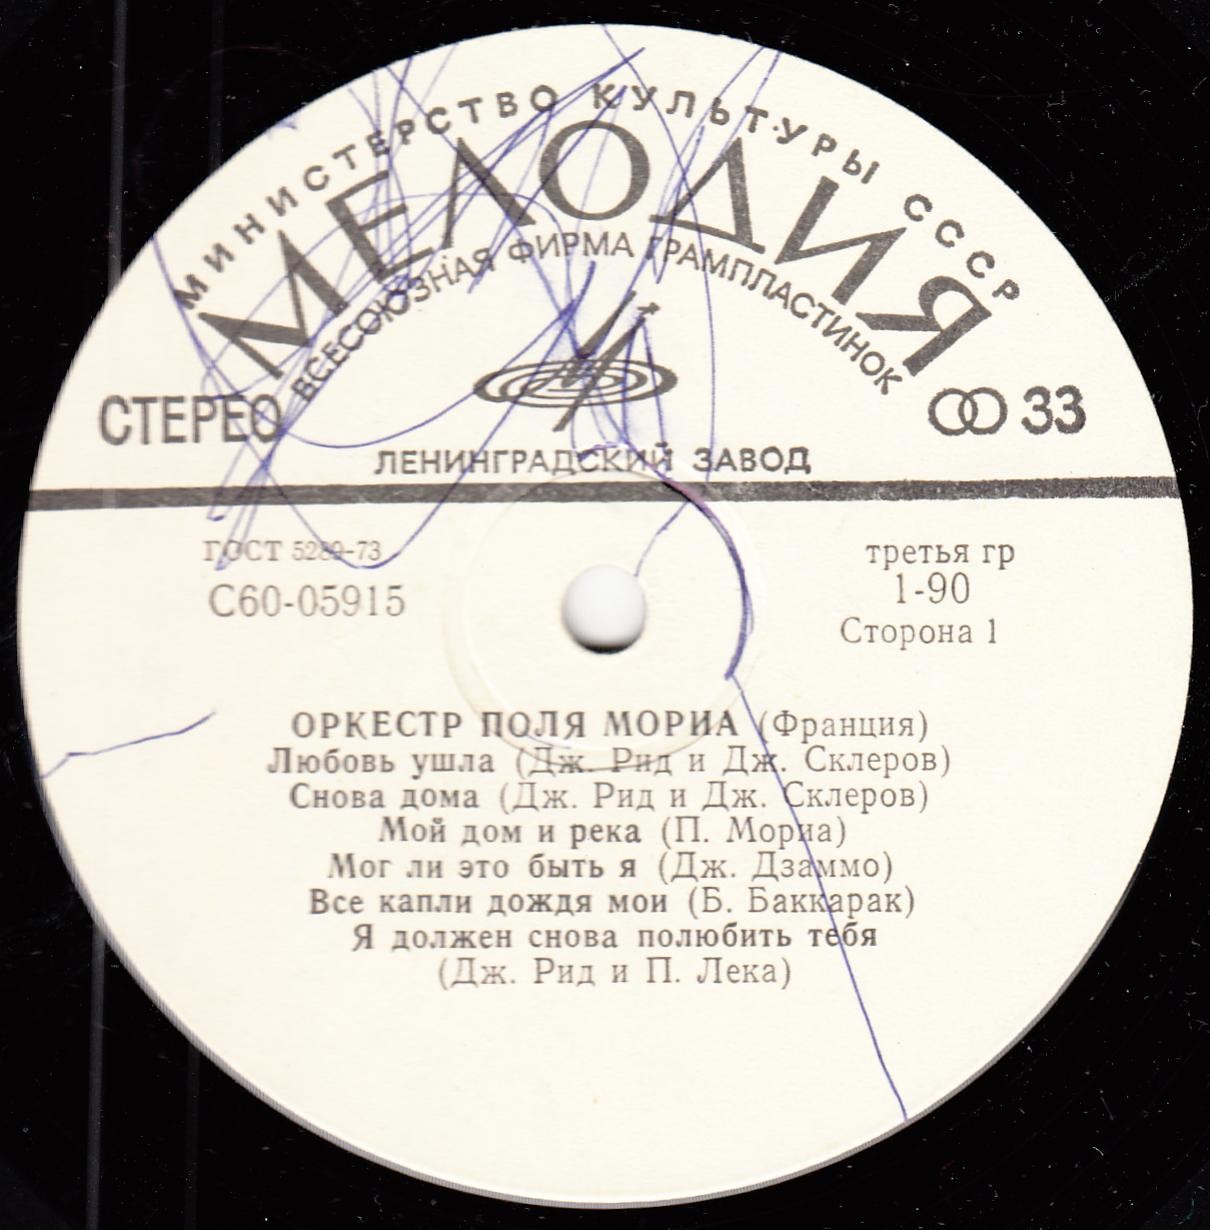 МИНИСТЕРСТВО КУЛЬТУРЫ СССР
МЕЛОДИЯ
ВСЕСОЮЗНАЯ ФИРМА ГРАМПЛАСТИНОК
СТЕРЕО
33
ЛЕНИНГРАДСКИЙ ЗАВОД
ГОСТ 5289-73
С60-05915
третья гр
1-90
Сторона 1
ОРКЕСТР ПОЛЯ МОРИА (Франция)
Любовь ушла (Дж. Рид и Дж. Склеров)
Снова дома (Дж. Рид и Дж. Склеров)
Мой дом и река (П. Мориа)
Мог ли это быть я (Дж. Дзаммо)
Все капли дождя мои (Б. Баккарак)
Я должен снова полюбить тебя
(Дж. Рид и П. Лека)